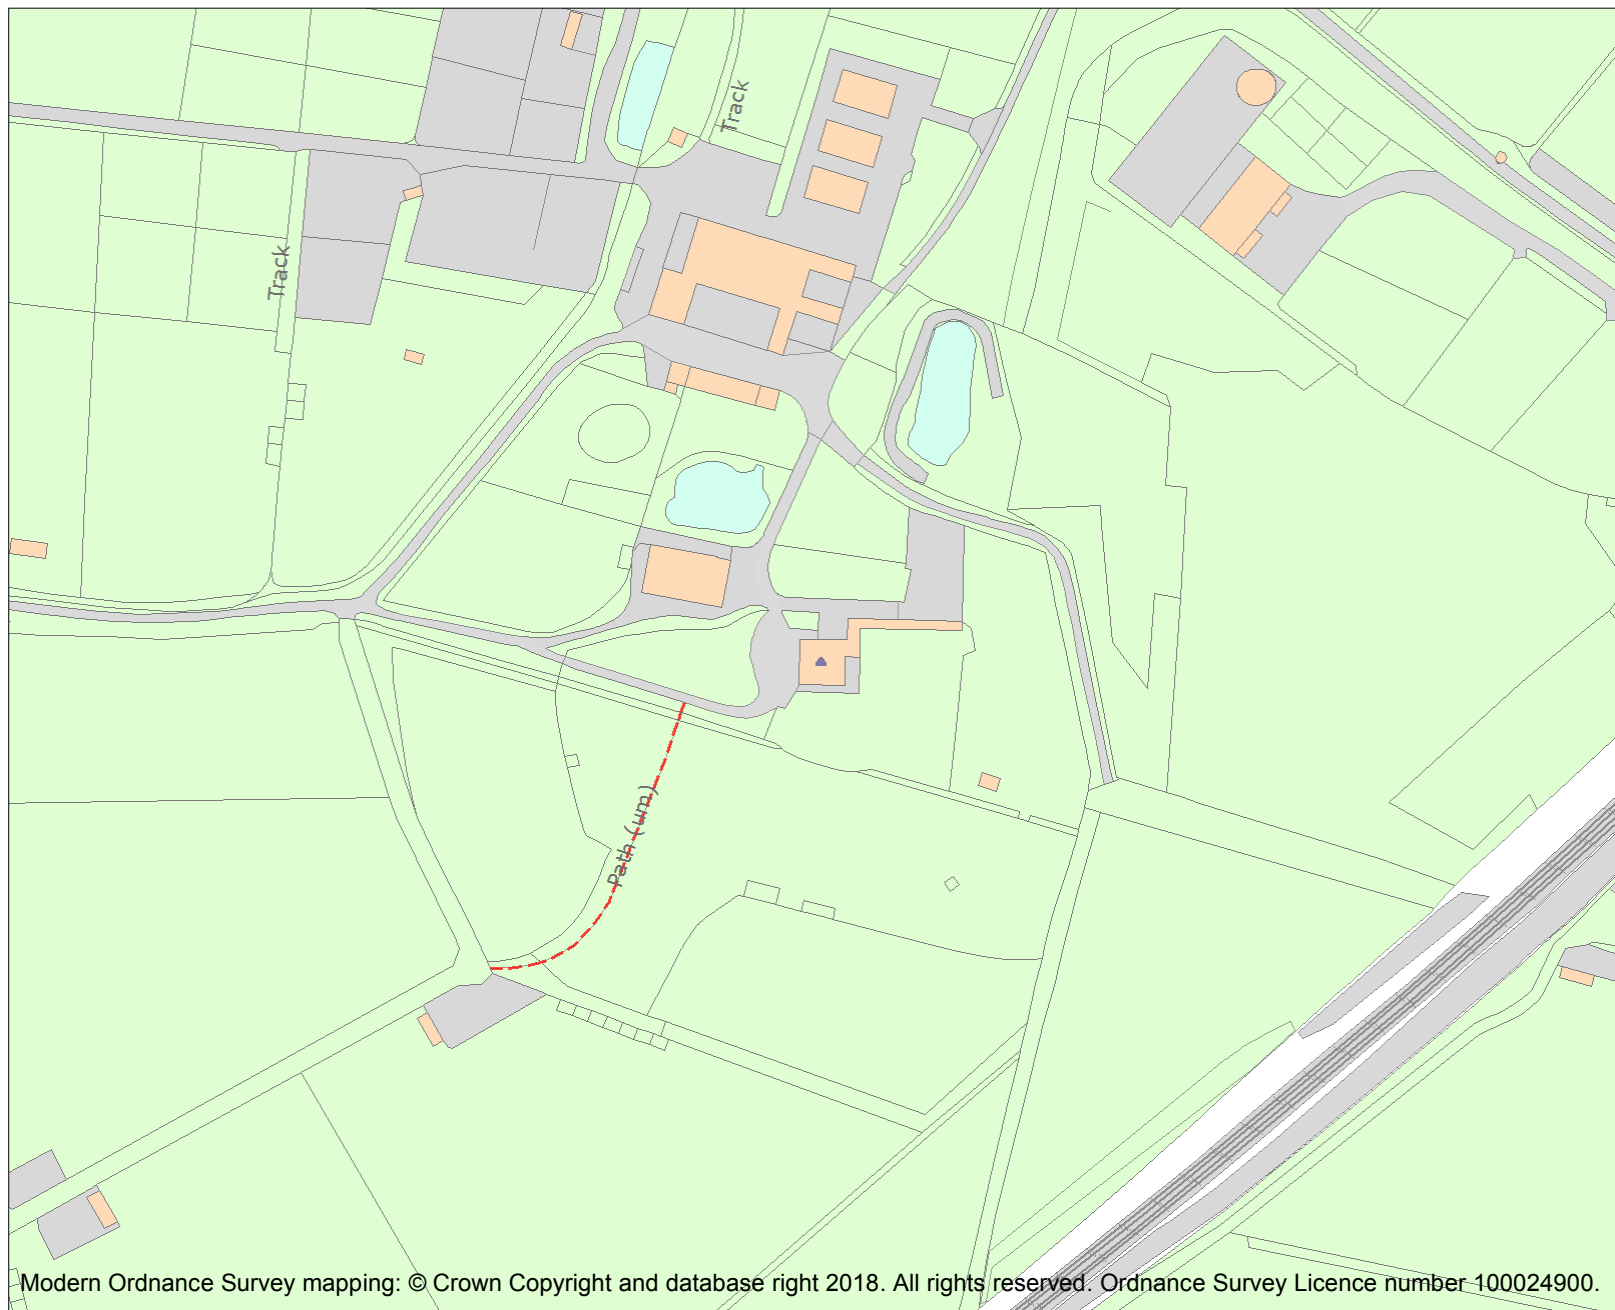 Track
Track
Path (um)
Modern Ordnance Survey mapping: © Crown Copyright and database right 2018. All rights reserved. Ordnance Survey Licence number 100024900.